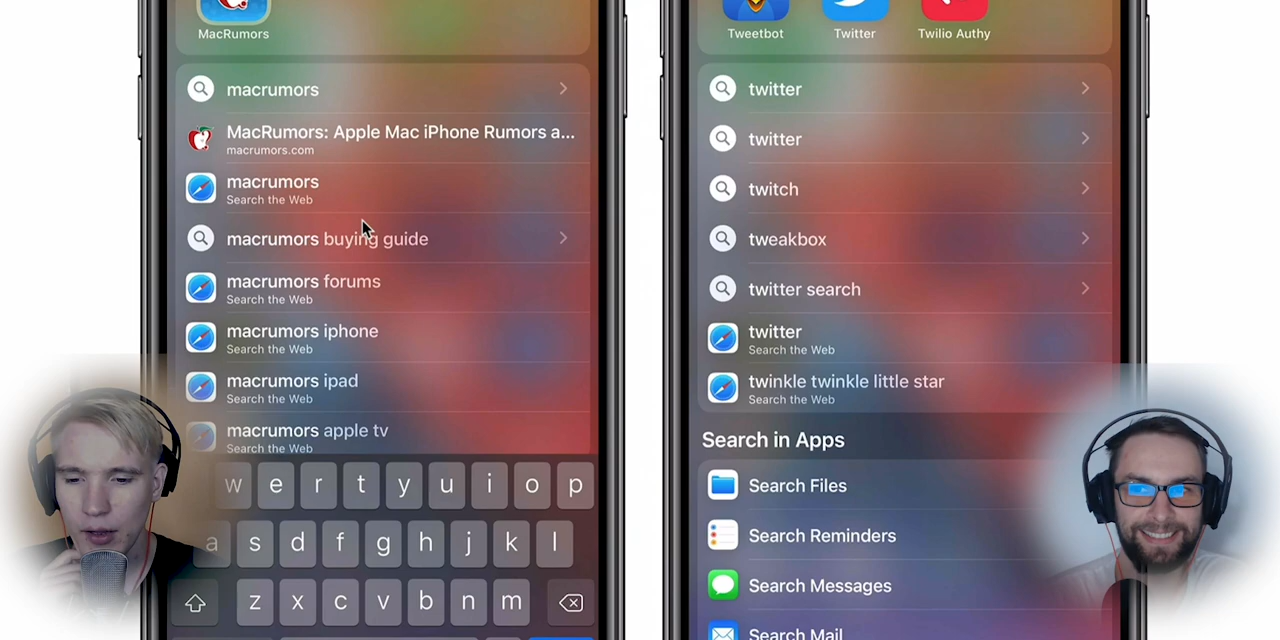 MacRumors
macrumors
MacRumors: Apple Mac iPhone Rumors a...
macrumors.com
macrumors
Search the Web
macrumors buying guide
macrumors forums
Search the Web
macrumors iphone
Search the Web
macrumors ipad
Search the Web
macrumors apple tv
Search the Web
w e r t y u i o p
a s d f g h j k l
z x c v b n m
Tweetbot
Twitter
Twilio Authy
twitter
twitter
twitch
tweakbox
twitter search
twitter
Search the Web
twinkle twinkle little star
Search the Web
Search in Apps
Search Files
Search Reminders
Search Messages
Search Mail